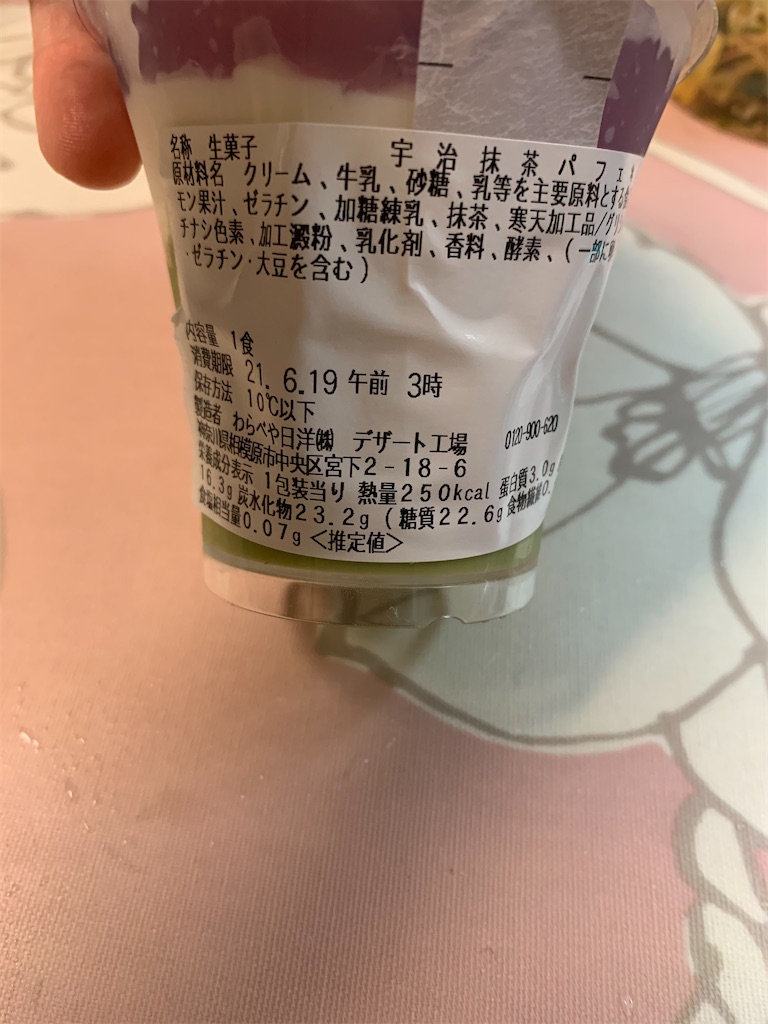 名称 生菓子 宇治抹茶パフェ
原材料名 クリーム、牛乳、砂糖、乳等を主要原料とする
モン果汁、ゼラチン、加糖練乳、抹茶、寒天加工品/グリ
チナシ色素、加工澱粉、乳化剤、香料、酵素、(一部に
・ゼラチン・大豆を含む)
内容量 1食
消費期限 21. 6.19 午前 3時
保存方法 10℃以下
製造者 わらべや日洋㈱ デザート工場 0120-900-620
神奈川県相模原市中央区宮下2-18-6
栄養成分表示 1包装当り 熱量250kcal 蛋白質3.0g
16.3g 炭水化物23.2g (糖質22.6g 食物繊維0.
食塩相当量0.07g <推定値>